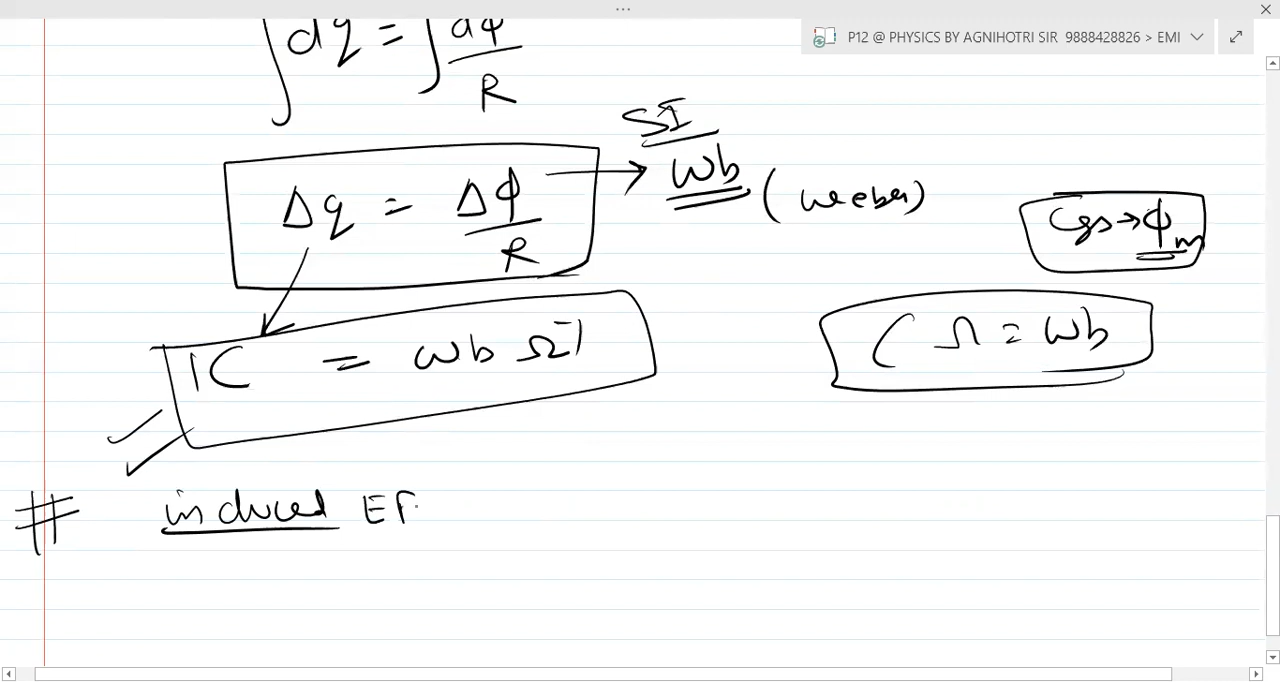 P12 @ PHYSICS BY AGNIHOTRI SIR 9888428826 > EMI
∫dq = ∫dφ/R
SI
Δq = Δφ/R → Wb (weber)
Cgs → φm
1C = Wb Ω⁻¹
C Ω = Wb
# induced EF